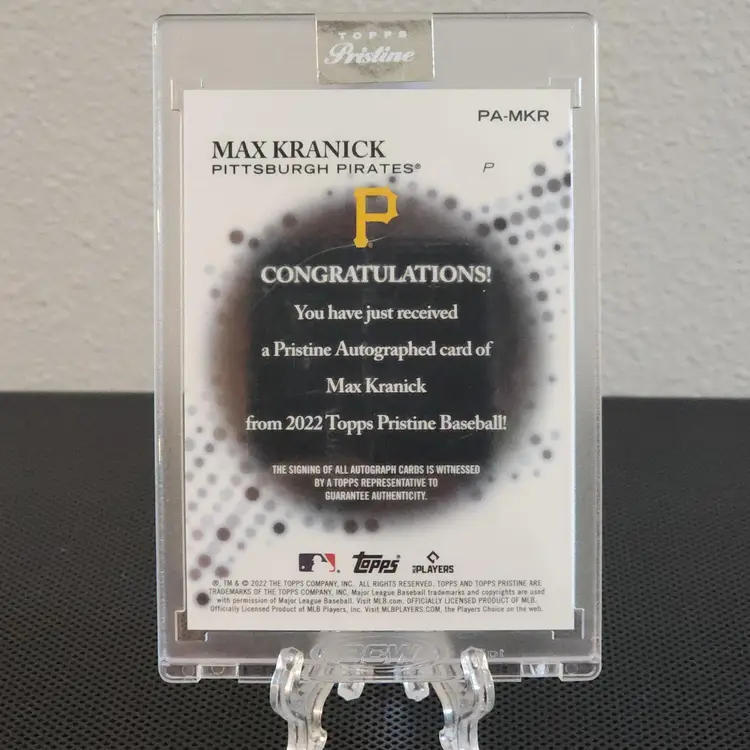 TOPPS
Pristine
PA-MKR
MAX KRANICK
PITTSBURGH PIRATES®
P
P
CONGRATULATIONS!
You have just received
a Pristine Autographed card of
Max Kranick
from 2022 Topps Pristine Baseball!
THE SIGNING OF ALL AUTOGRAPH CARDS IS WITNESSED
BY A TOPPS REPRESENTATIVE TO
GUARANTEE AUTHENTICITY.
Topps®
PLAYERS
®, TM & © 2022 THE TOPPS COMPANY, INC. ALL RIGHTS RESERVED. TOPPS AND TOPPS PRISTINE ARE
TRADEMARKS OF THE TOPPS COMPANY, INC. Major League Baseball trademarks and copyrights are used
with permission of Major League Baseball. Visit MLB.com. OFFICIALLY LICENSED PRODUCT OF MLB.
Officially Licensed Product of MLB Players, Inc. Visit MLBPLAYERS.COM, the Players Choice on the web.
BCW